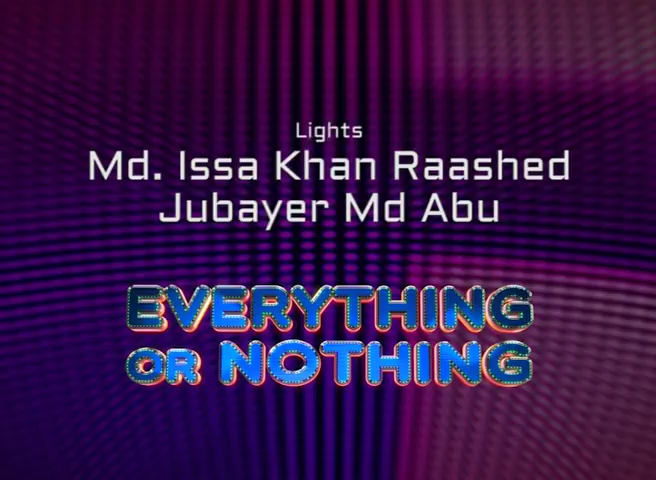 Lights
Md. Issa Khan Raashed
Jubayer Md Abu
EVERYTHING
OR NOTHING